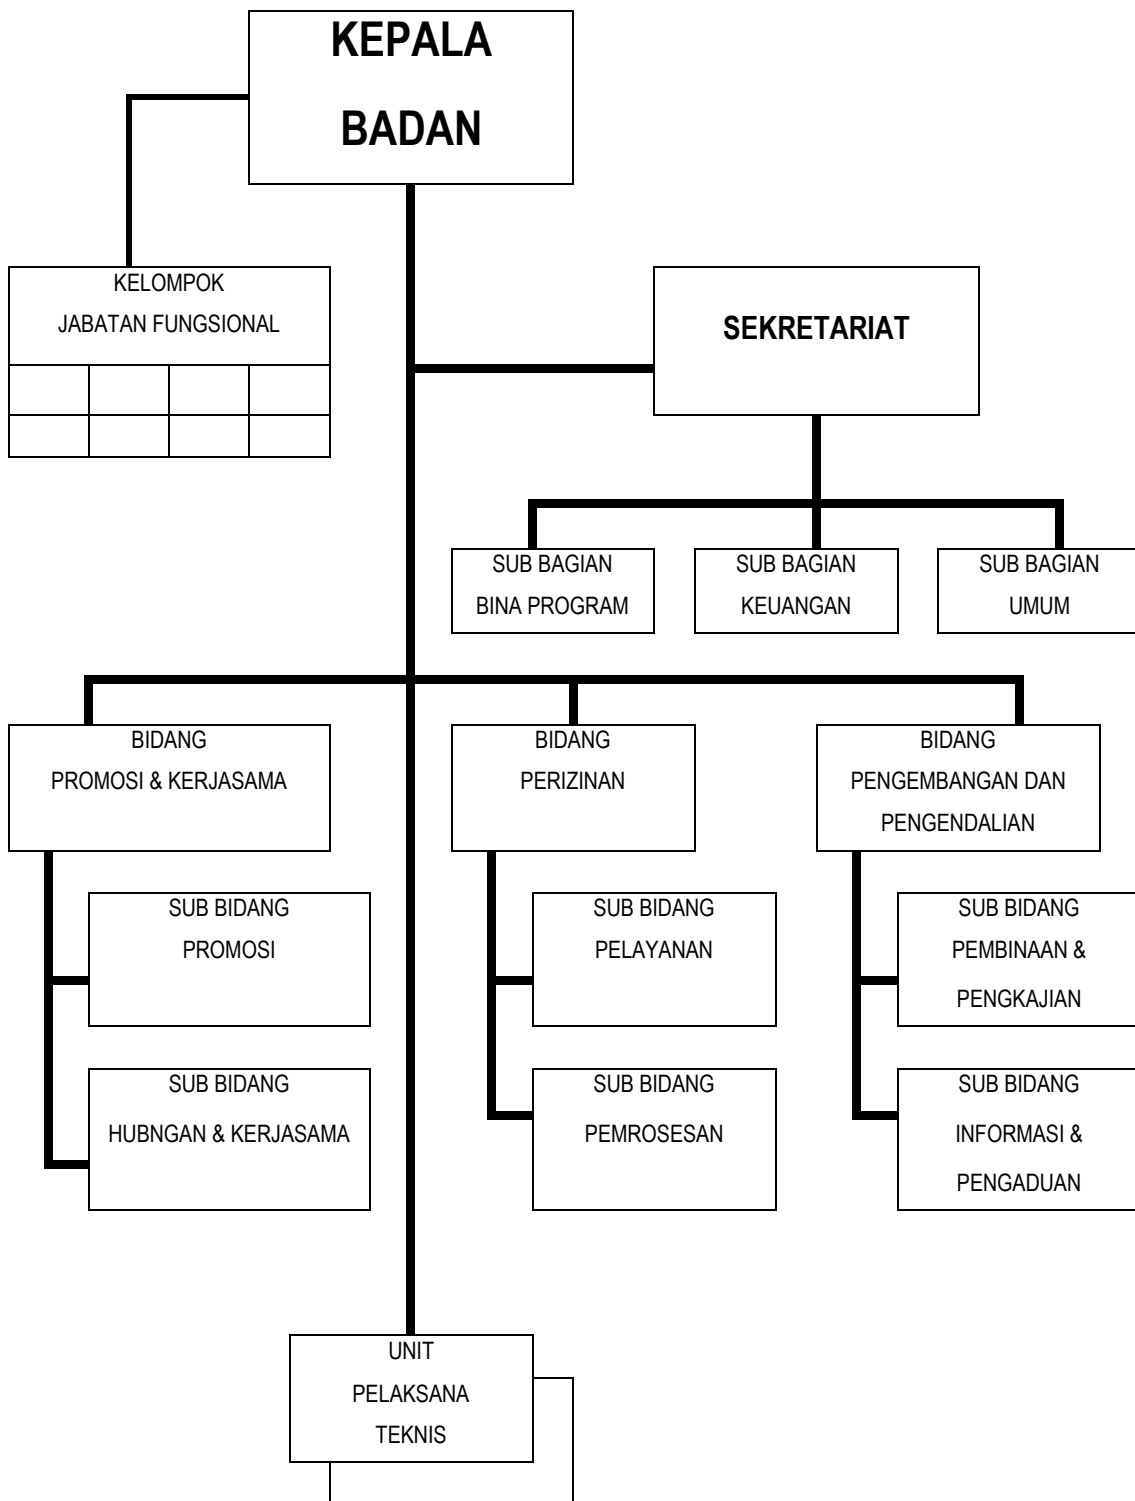 KEPALA
BADAN
KELOMPOK
JABATAN FUNGSIONAL
SEKRETARIAT
SUB BAGIAN
BINA PROGRAM
SUB BAGIAN
KEUANGAN
SUB BAGIAN
UMUM
BIDANG
PROMOSI & KERJASAMA
BIDANG
PERIZINAN
BIDANG
PENGEMBANGAN DAN
PENGENDALIAN
SUB BIDANG
PROMOSI
SUB BIDANG
PELAYANAN
SUB BIDANG
PEMBINAAN &
PENGKAJIAN
SUB BIDANG
HUBNGAN & KERJASAMA
SUB BIDANG
PEMROSESAN
SUB BIDANG
INFORMASI &
PENGADUAN
UNIT
PELAKSANA
TEKNIS